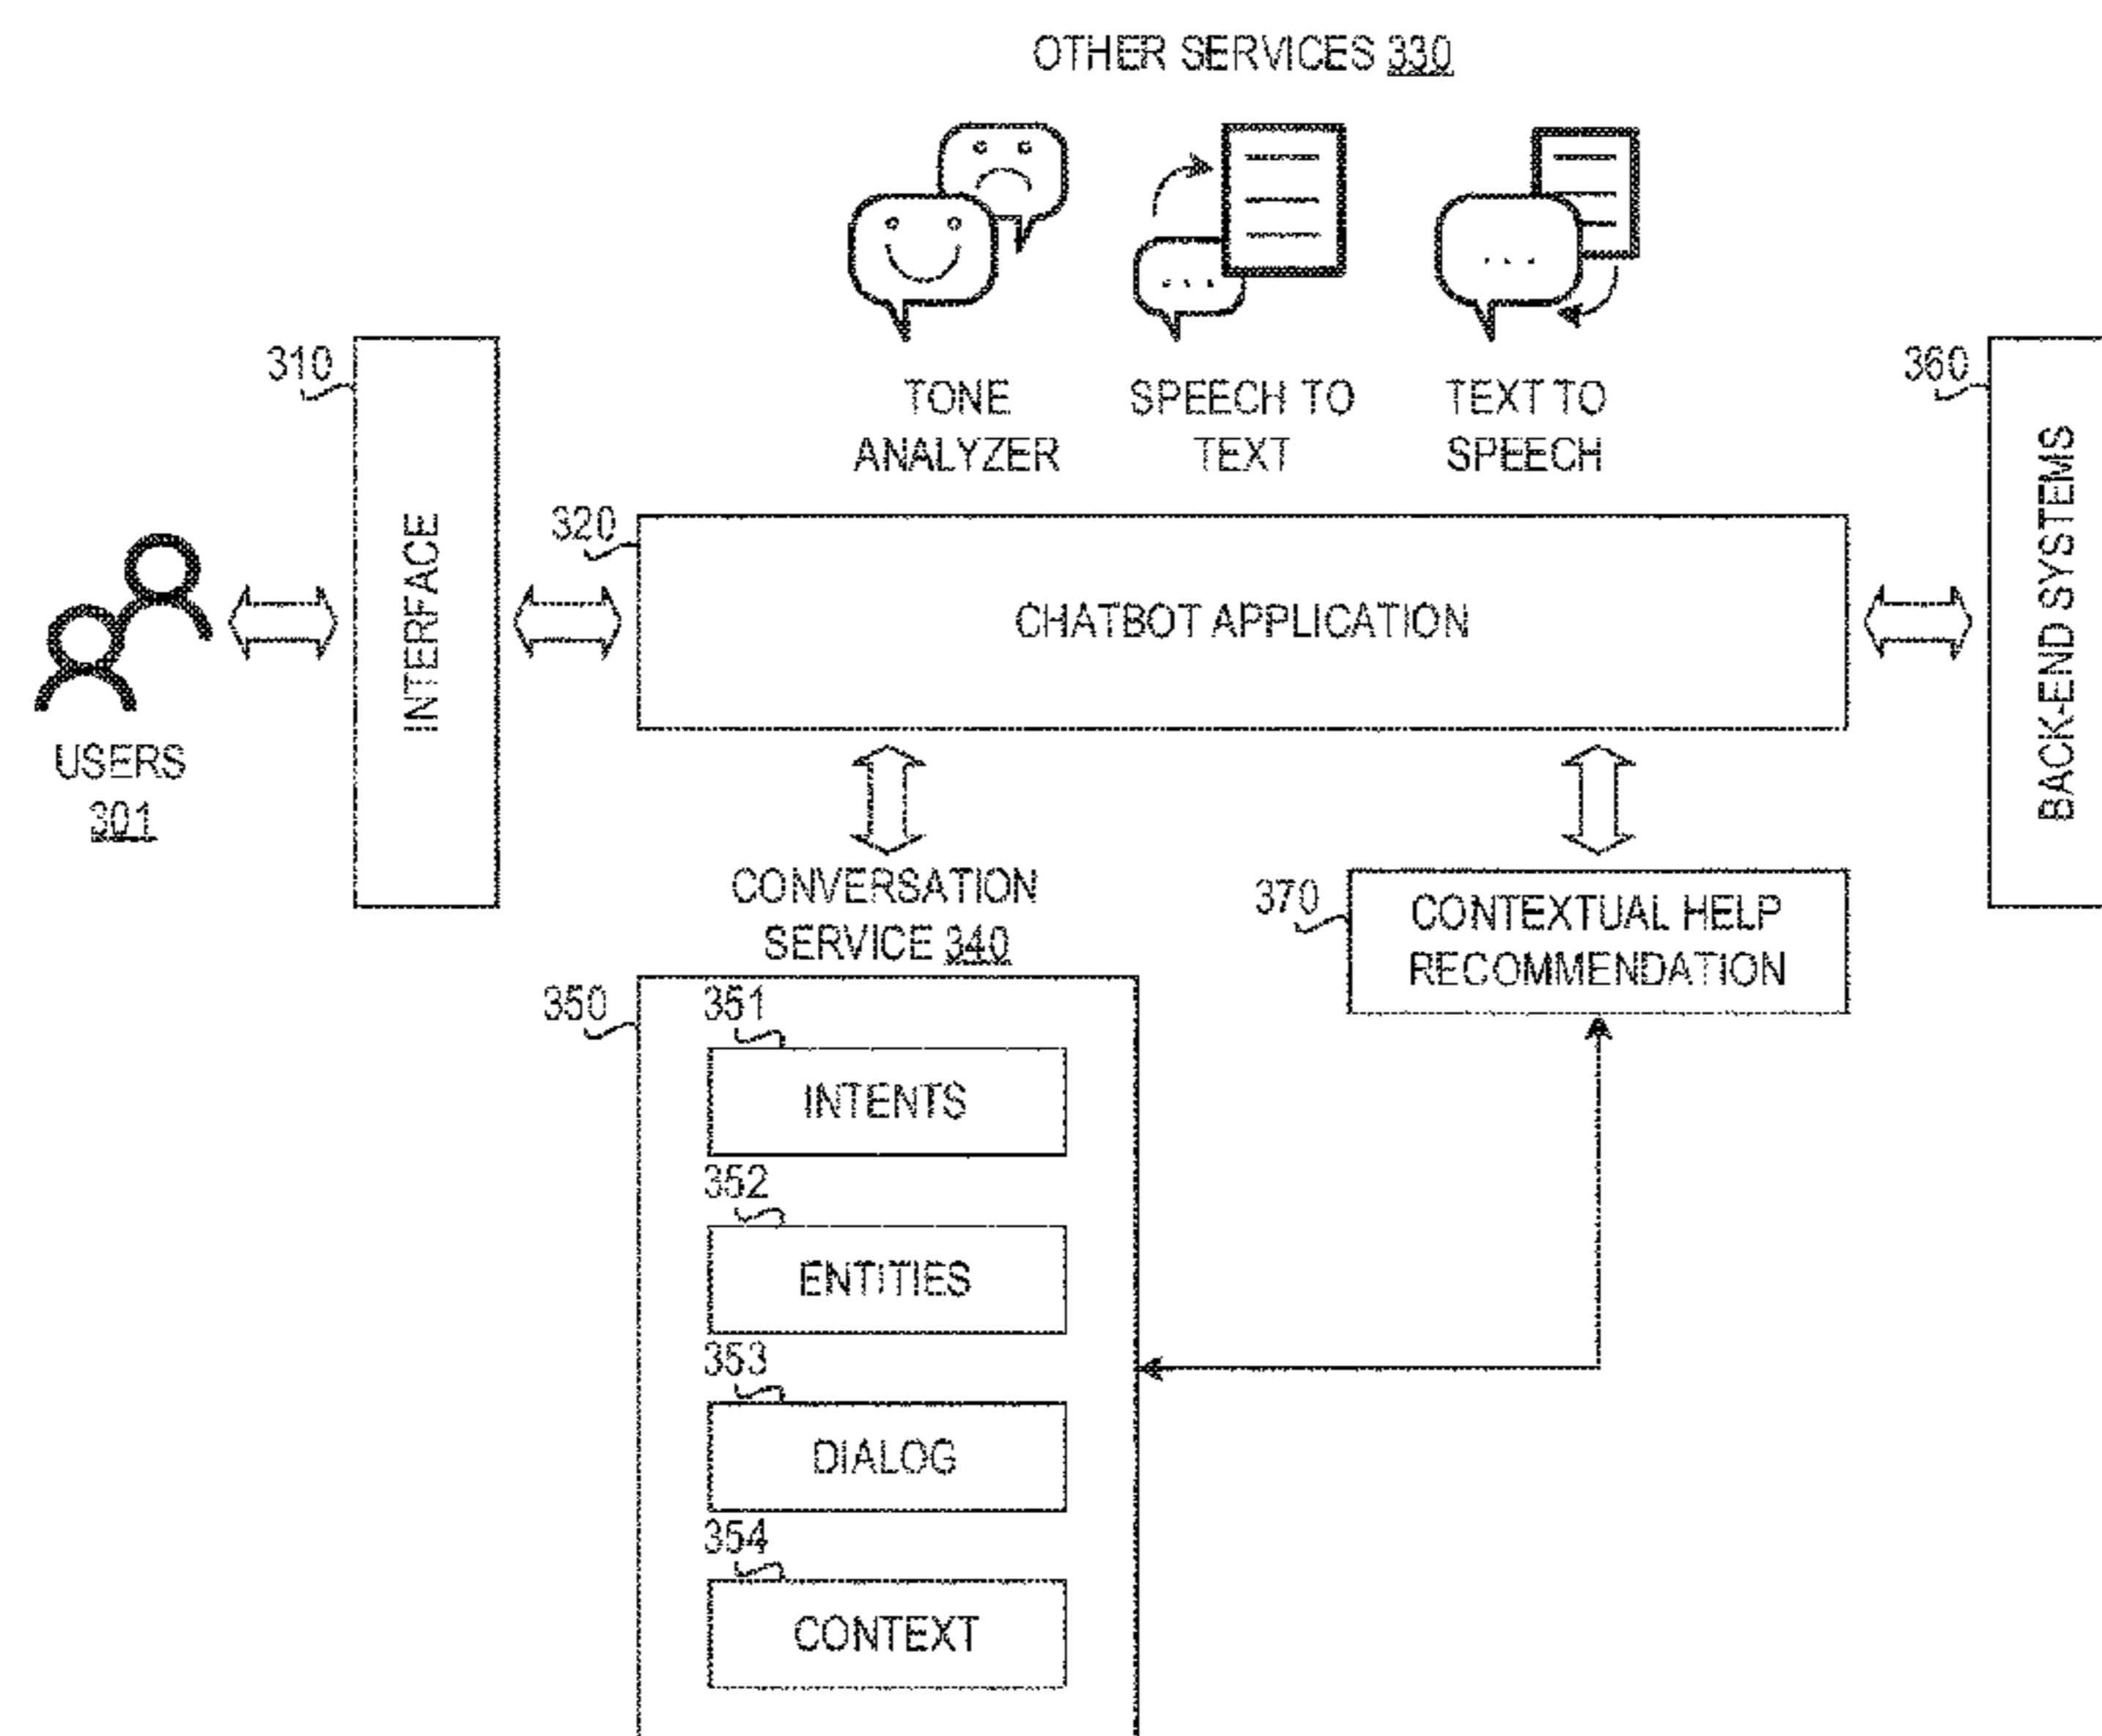 OTHER SERVICES 330
TONE
ANALYZER
SPEECH TO
TEXT
TEXT TO
SPEECH
310
INTERFACE
USERS
301
320
CHATBOT APPLICATION
360
BACK-END SYSTEMS
CONVERSATION
SERVICE 340
370
CONTEXTUAL HELP
RECOMMENDATION
350
351
INTENTS
352
ENTITIES
353
DIALOG
354
CONTEXT